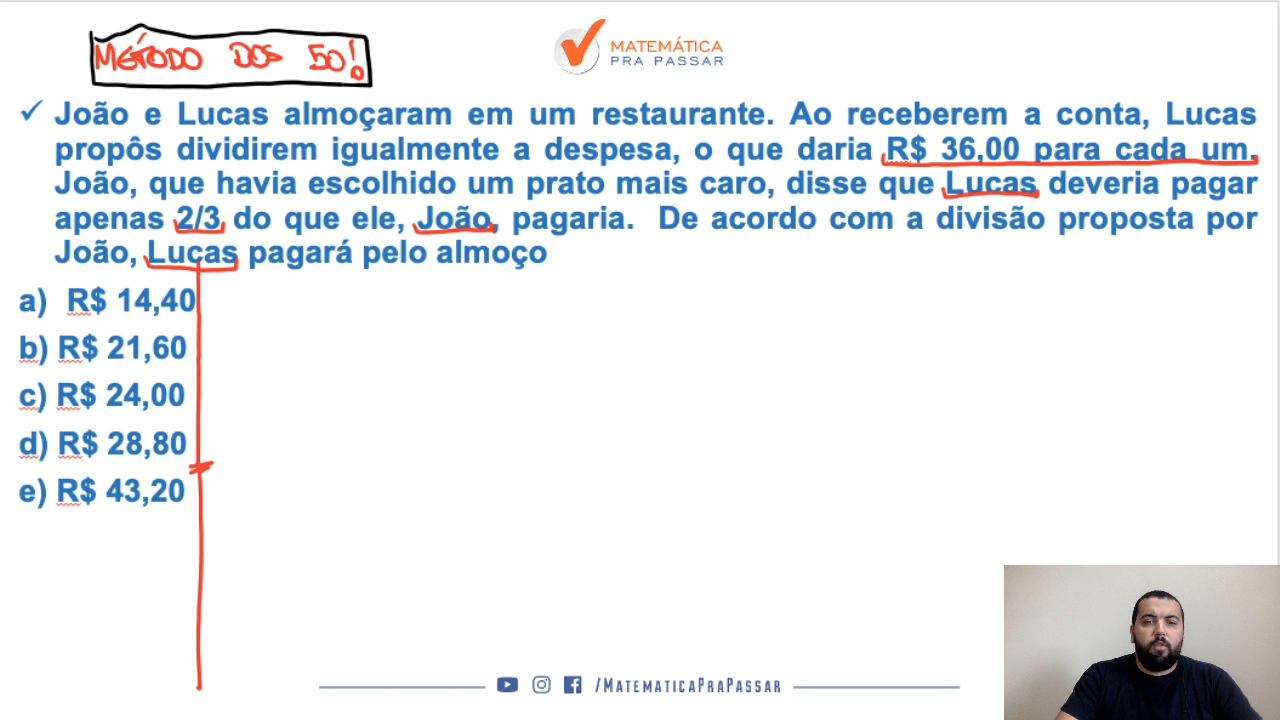 MÉTODO DOS 50!
MATEMÁTICA
PRA PASSAR
✓ João e Lucas almoçaram em um restaurante. Ao receberem a conta, Lucas
propôs dividirem igualmente a despesa, o que daria R$ 36,00 para cada um.
João, que havia escolhido um prato mais caro, disse que Lucas deveria pagar
apenas 2/3 do que ele, João, pagaria. De acordo com a divisão proposta por
João, Lucas pagará pelo almoço
a) R$ 14,40
b) R$ 21,60
c) R$ 24,00
d) R$ 28,80
e) R$ 43,20
/MATEMATICAPRAPASSAR